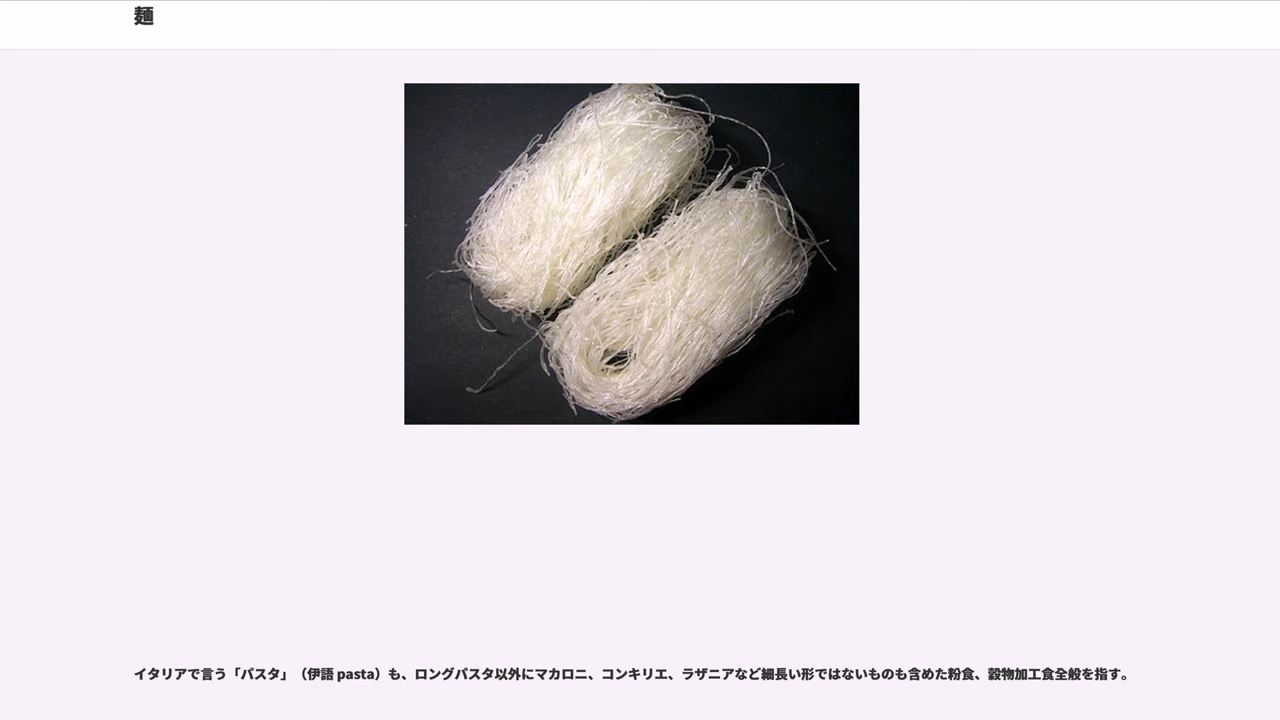 麺
イタリアで言う「パスタ」（伊語 pasta）も、ロングパスタ以外にマカロニ、コンキリエ、ラザニアなど細長い形ではないものも含めた粉食、穀物加工食全般を指す。